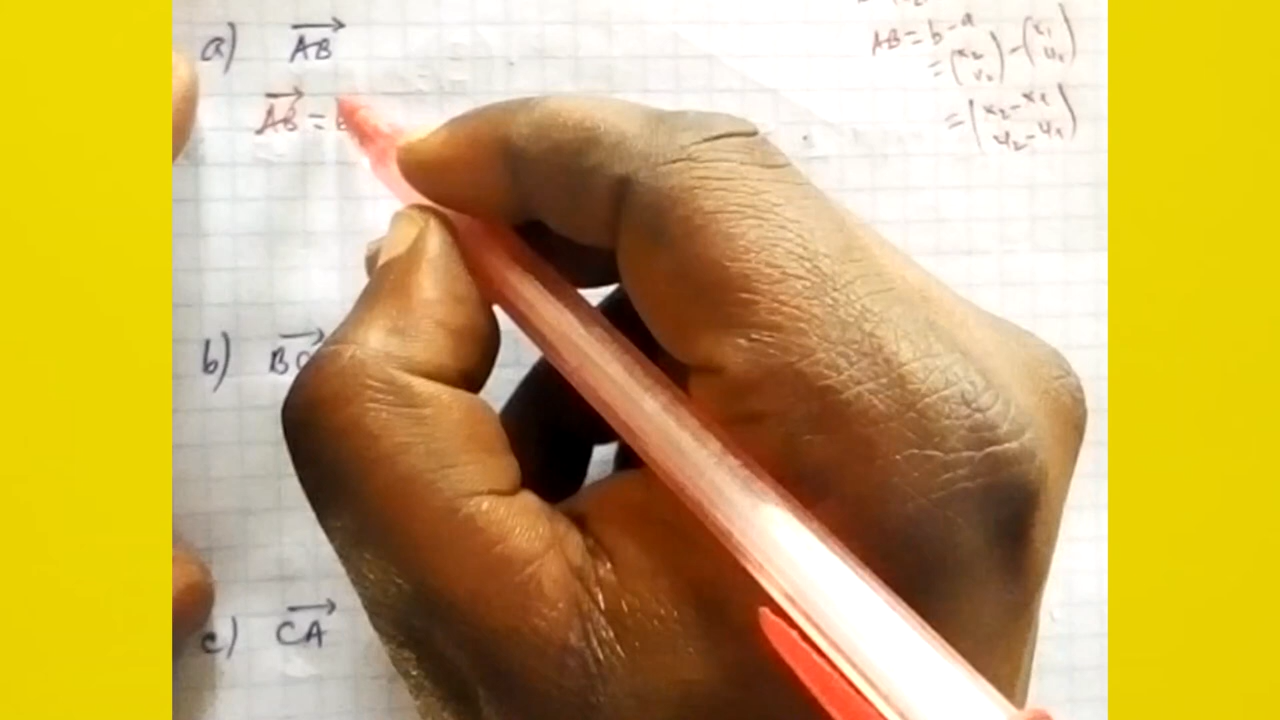 a) →AB
→AB = b
b) →BC
c) →CA
AB = b - a
= (x₂ y₂) - (x₁ y₁)
= (x₂ - x₁ y₂ - y₁)